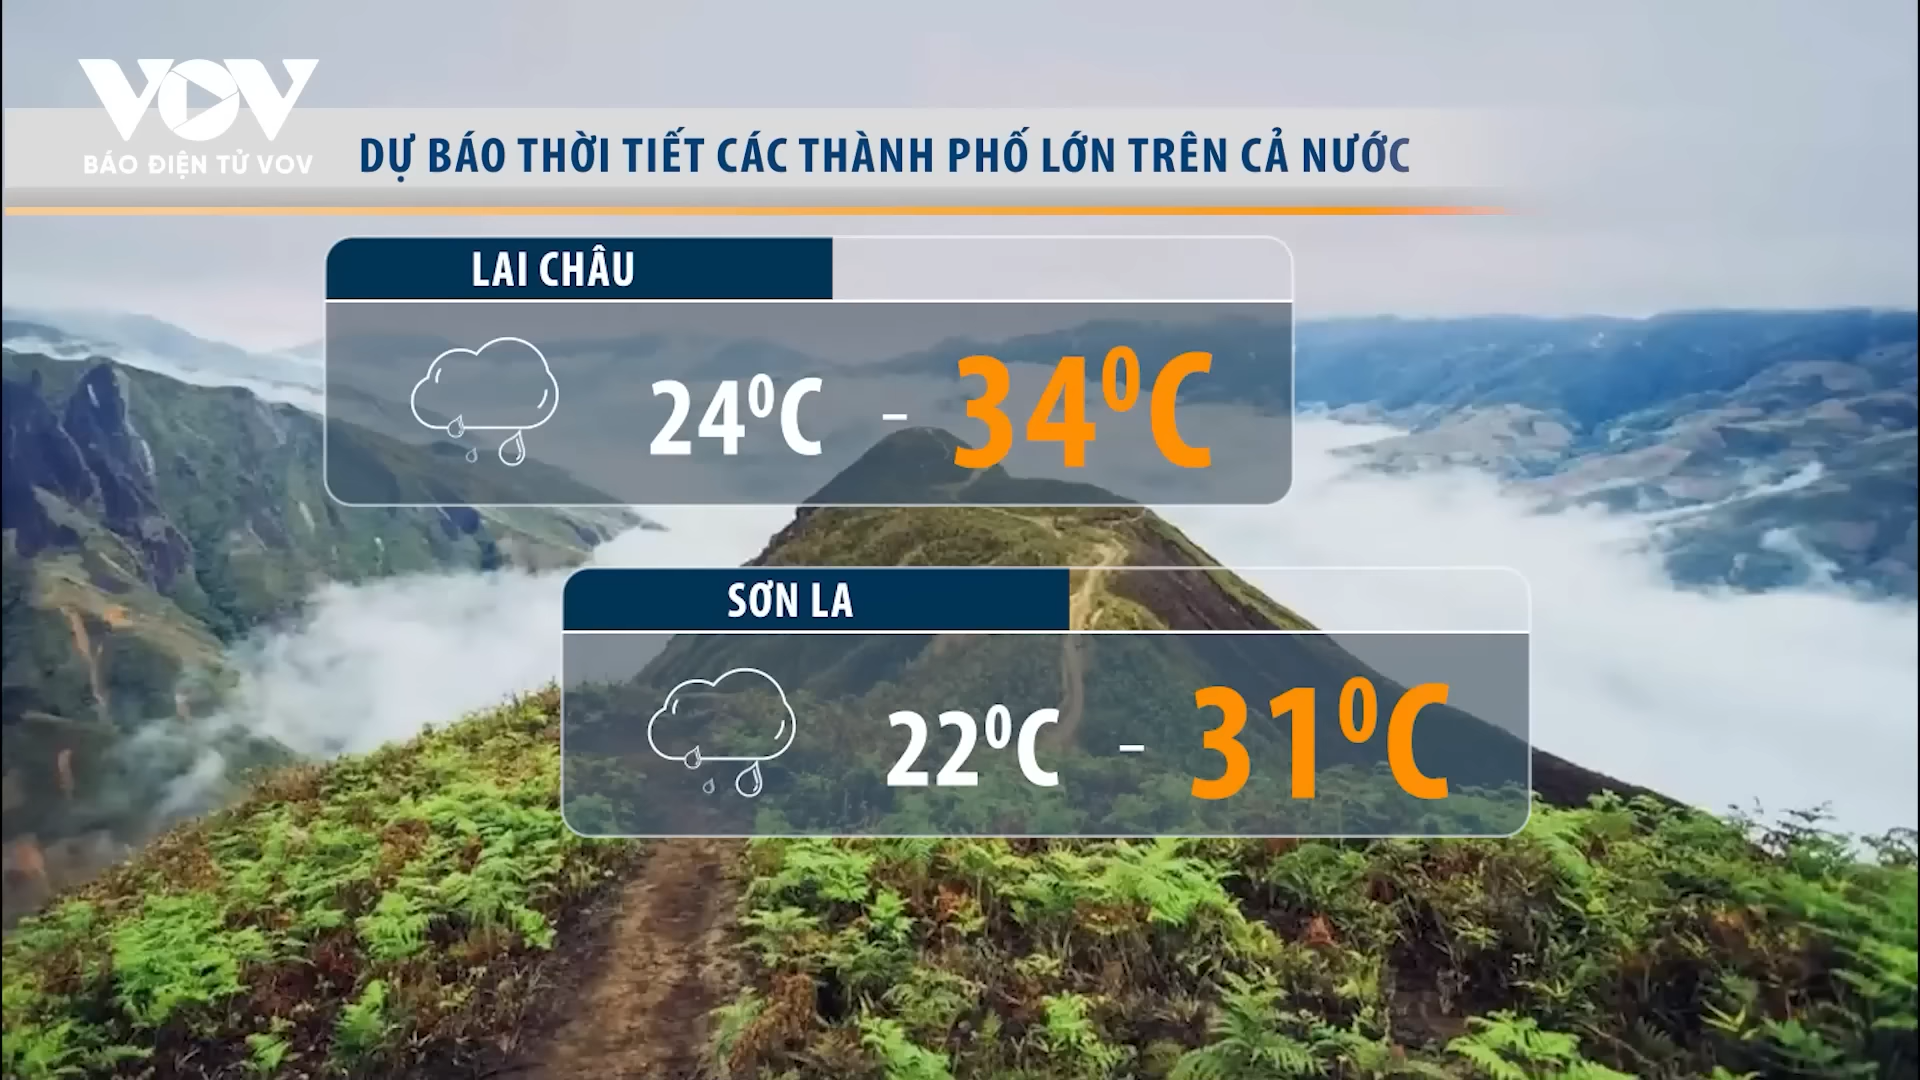 VOV
BÁO ĐIỆN TỬ VOV
DỰ BÁO THỜI TIẾT CÁC THÀNH PHỐ LỚN TRÊN CẢ NƯỚC
LAI CHÂU
24⁰C - 34⁰C
SƠN LA
22⁰C - 31⁰C